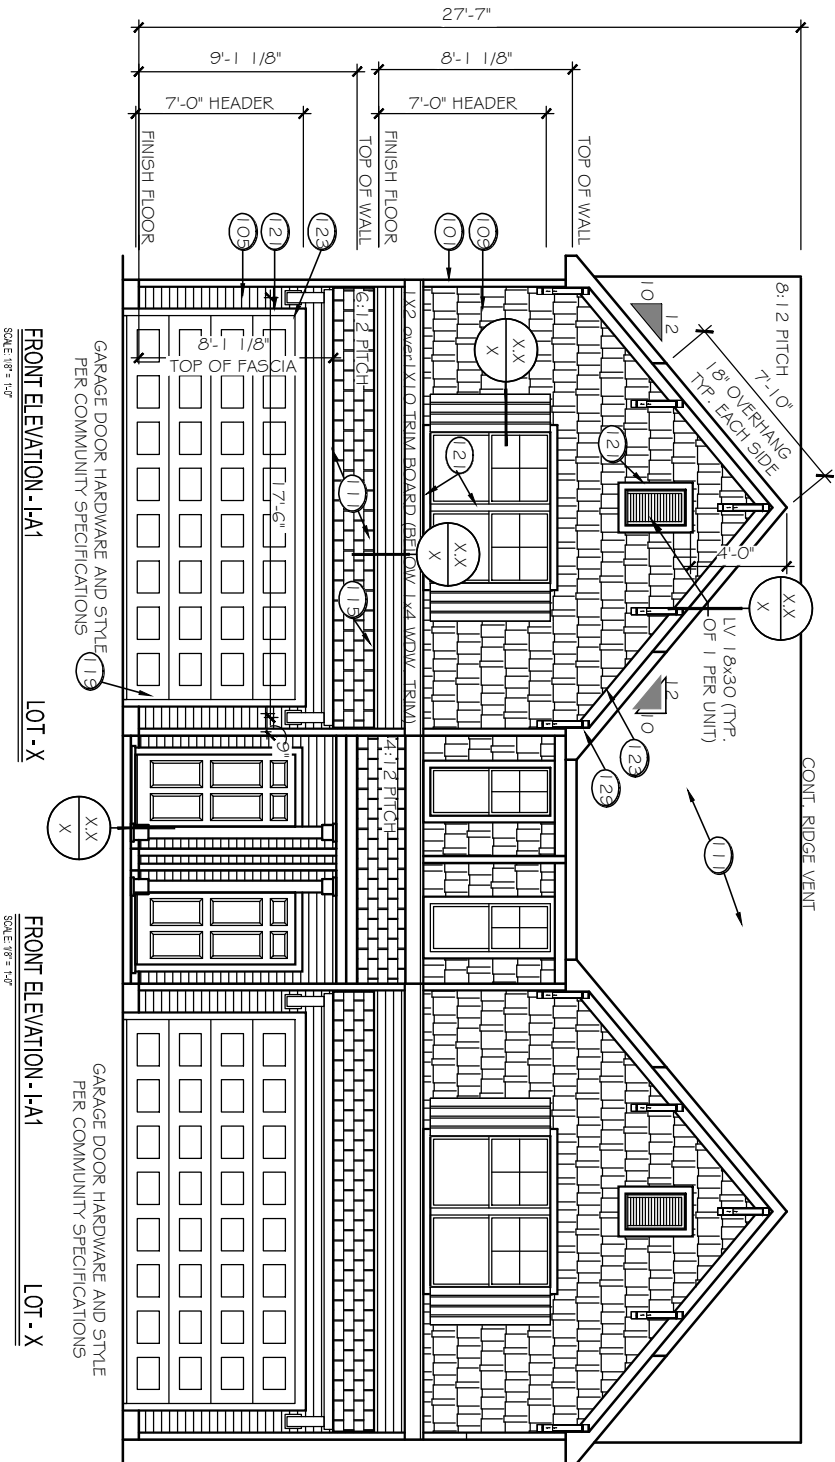 27'-7"
9'-1 1/8"
8'-1 1/8"
7'-0" HEADER
7'-0" HEADER
FINISH FLOOR
TOP OF WALL
FINISH FLOOR
TOP OF WALL
105
121
123
101
109
8:12 PITCH
10
12
7'-10"
18" OVERHANG
TYP. EACH SIDE
6:12 PITCH
1X2 over 1X10 TRIM BOARD (BELOW 1x4 WDW TRIM)
X.X
X
8'-1 1/8"
TOP OF FASCIA
17'-6"
111
115
121
121
X.X
X
4'-0"
X.X
X
LV 18x30 (TYP.
OF 1 PER UNIT)
12
10
123
129
119
9"
4:12 PITCH
X.X
X
111
CONT. RIDGE VENT
GARAGE DOOR HARDWARE AND STYLE
PER COMMUNITY SPECIFICATIONS
FRONT ELEVATION - I-A1
LOT - X
SCALE: 1/8" = 1'-0"
GARAGE DOOR HARDWARE AND STYLE
PER COMMUNITY SPECIFICATIONS
FRONT ELEVATION - I-A1
LOT - X
SCALE: 1/8" = 1'-0"